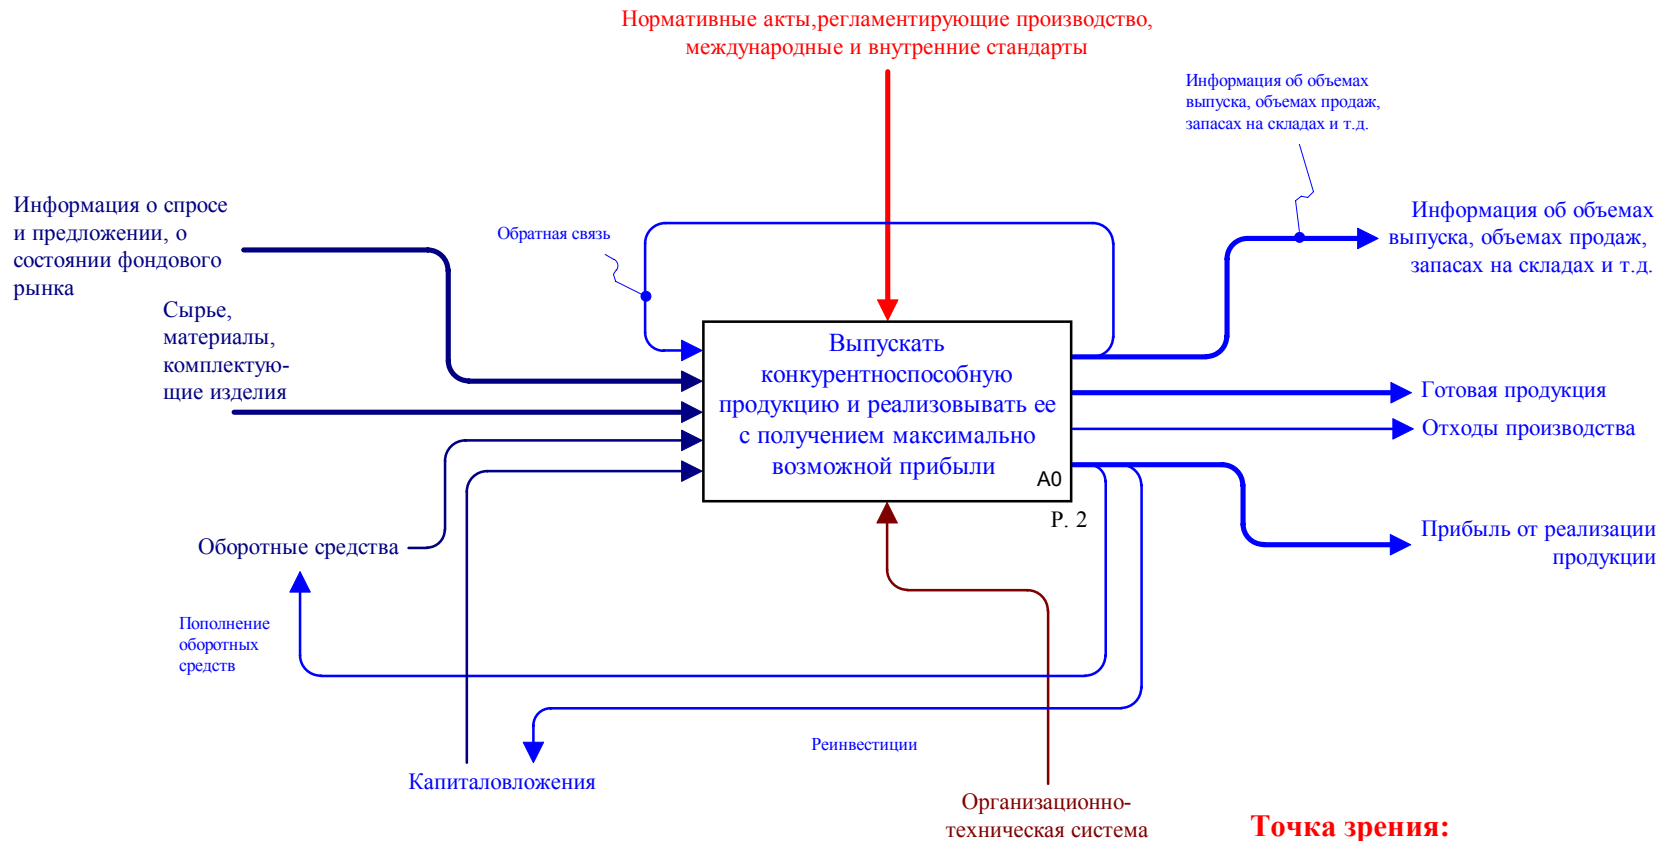 Нормативные акты,регламентирующие производство,
международные и внутренние стандарты
Информация об объемах
выпуска, объемах продаж,
запасах на складах и т.д.
Информация о спросе
и предложении, о
состоянии фондового
рынка
Обратная связь
Информация об объемах
выпуска, объемах продаж,
запасах на складах и т.д.
Сырье,
материалы,
комплектую-
щие изделия
Выпускать
конкурентноспособную
продукцию и реализовывать ее
с получением максимально
возможной прибыли
A0
P. 2
Готовая продукция
Отходы производства
Прибыль от реализации
продукции
Оборотные средства
Пополнение
оборотных
средств
Реинвестиции
Капиталовложения
Организационно-
техническая система
Точка зрения: